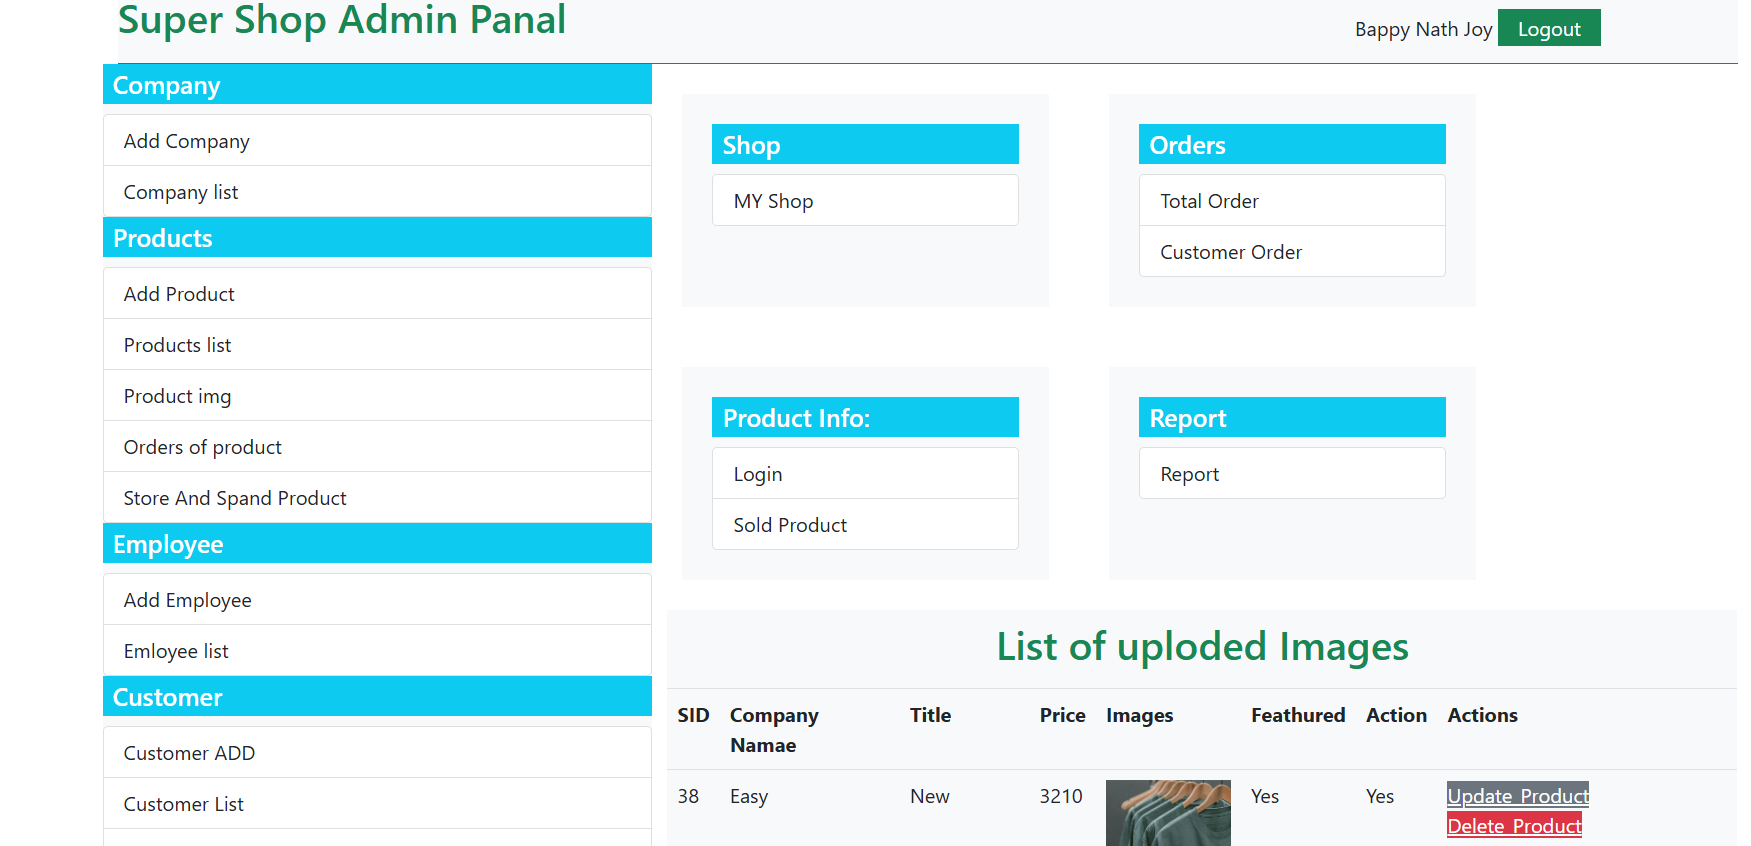 Super Shop Admin Panal
Bappy Nath Joy Logout
Company
Add Company
Company list
Products
Add Product
Products list
Product img
Orders of product
Store And Spand Product
Employee
Add Employee
Emloyee list
Customer
Customer ADD
Customer List
Shop
MY Shop
Orders
Total Order
Customer Order
Product Info:
Login
Sold Product
Report
Report
List of uploded Images
SID Company Namae Title Price Images Feathured Action Actions
38 Easy New 3210 Yes Yes Update Product
Delete Product